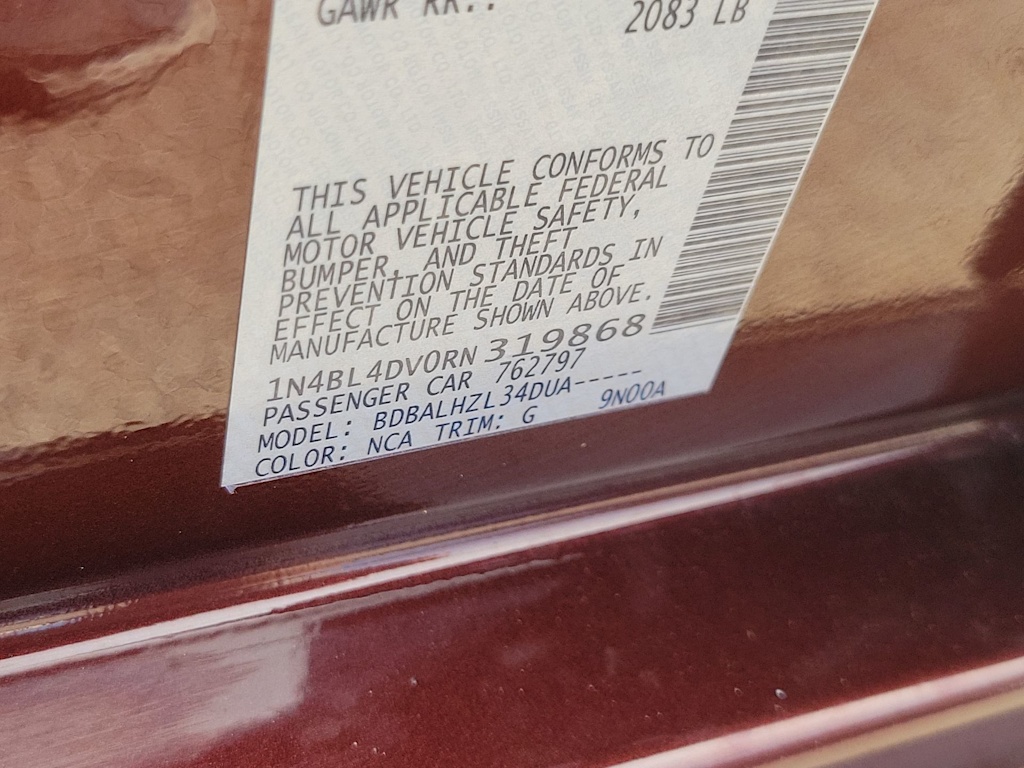 GAWR RR.: 2083 LB
THIS VEHICLE CONFORMS TO
ALL APPLICABLE FEDERAL
MOTOR VEHICLE SAFETY,
BUMPER, AND THEFT
PREVENTION STANDARDS IN
EFFECT ON THE DATE OF
MANUFACTURE SHOWN ABOVE.
1N4BL4DV0RN319868
PASSENGER CAR 762797
MODEL: BDBALHZL34DUA-----
COLOR: NCA TRIM: G 9N00A